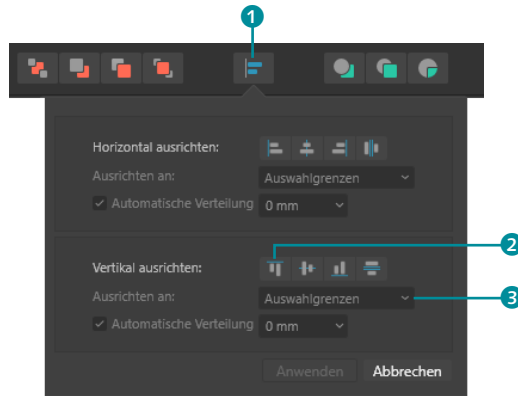 1
Horizontal ausrichten:
Ausrichten an: Auswahlgrenzen
Automatische Verteilung 0 mm
2
Vertikal ausrichten:
Ausrichten an: Auswahlgrenzen 3
Automatische Verteilung 0 mm
Anwenden Abbrechen